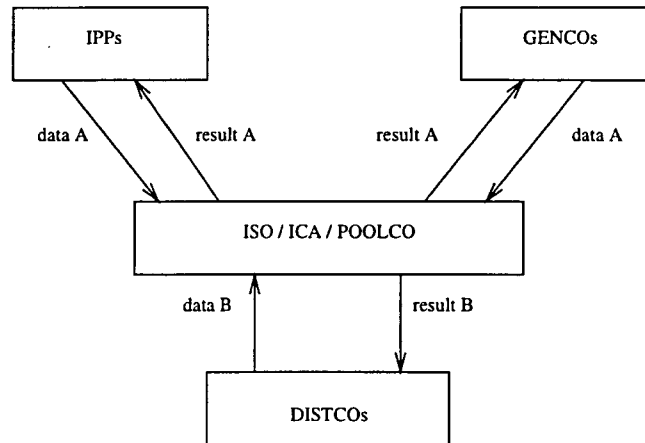 IPPs
GENCOs
data A
result A
result A
data A
ISO / ICA / POOLCO
data B
result B
DISTCOs